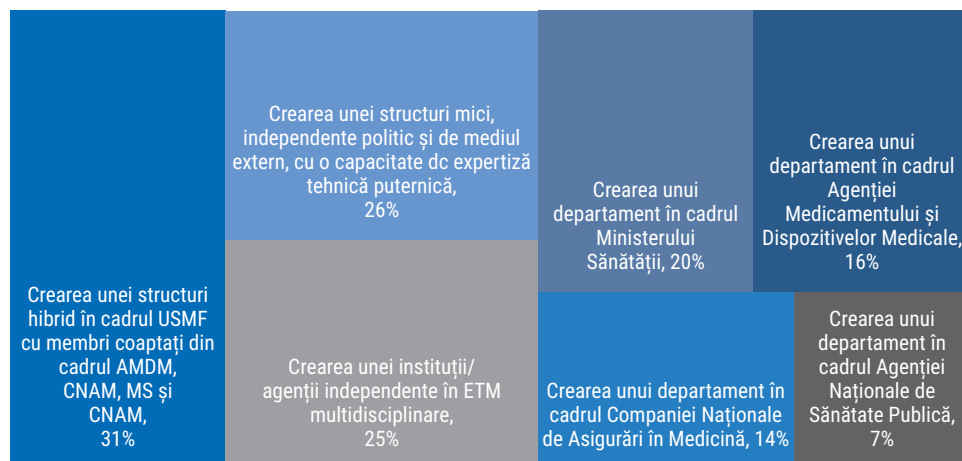 Crearea unei structuri
hibrid în cadrul USMF
cu membri coaptați din
cadrul AMDM,
CNAM, MS și
CNAM,
31%
Crearea unei structuri mici,
independente politic și de mediul
extern, cu o capacitate dc expertiză
tehnică puternică,
26%
Crearea unei instituții/
agenții independente în ETM
multidisciplinare,
25%
Crearea unui
departament în cadrul
Ministerului
Sănătății, 20%
Crearea unui
departament în cadrul
Agenției
Medicamentului și
Dispozitivelor Medicale,
16%
Crearea unui departament în
cadrul Companiei Naționale
de Asigurări în Medicină, 14%
Crearea unui
departament în
cadrul Agenției
Naționale de
Sănătate Publică,
7%